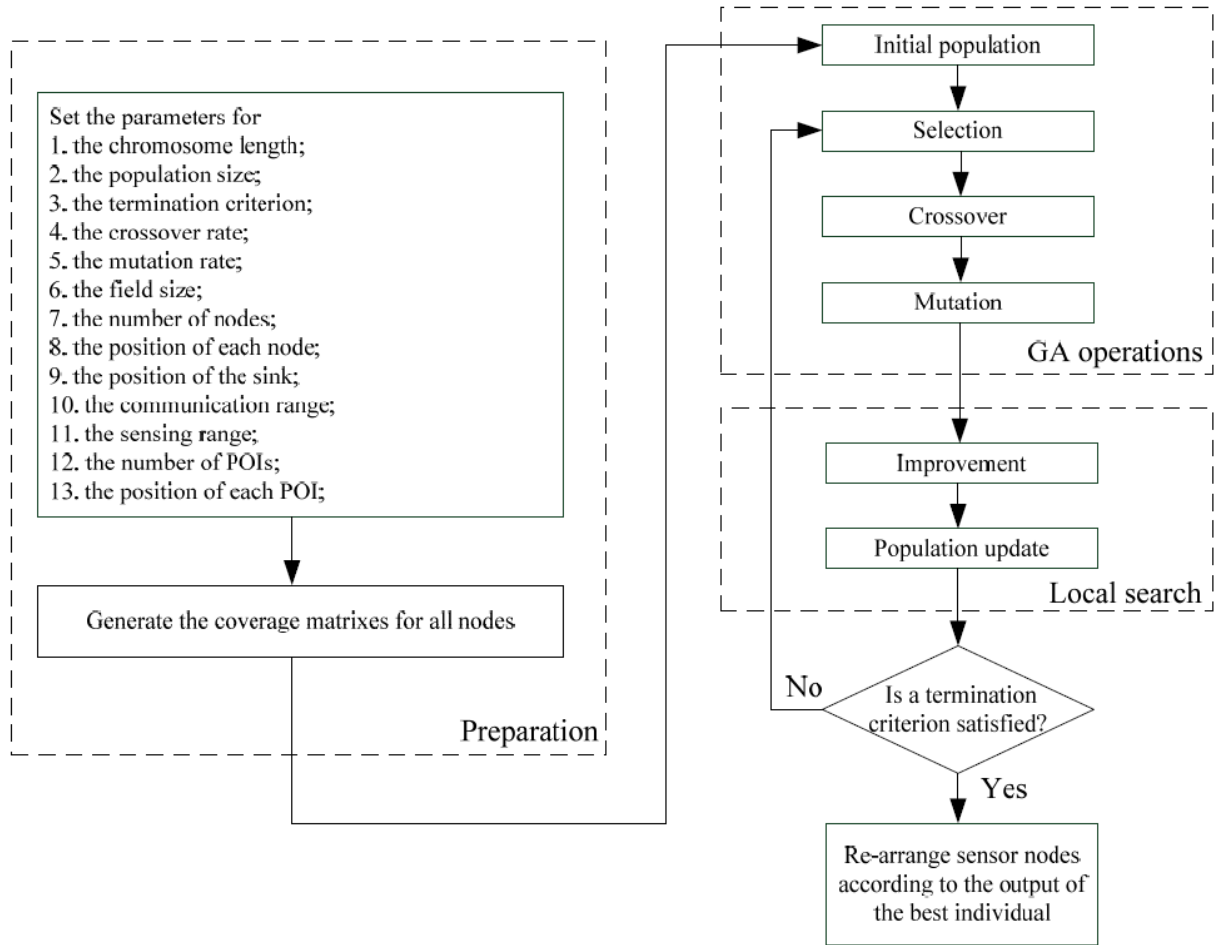 Set the parameters for
1. the chromosome length;
2. the population size;
3. the termination criterion;
4. the crossover rate;
5. the mutation rate;
6. the field size;
7. the number of nodes;
8. the position of each node;
9. the position of the sink;
10. the communication range;
11. the sensing range;
12. the number of POIs;
13. the position of each POI;
Generate the coverage matrixes for all nodes
Preparation
Initial population
Selection
Crossover
Mutation
GA operations
Improvement
Population update
Local search
No
Is a termination
criterion satisfied?
Yes
Re-arrange sensor nodes
according to the output of
the best individual